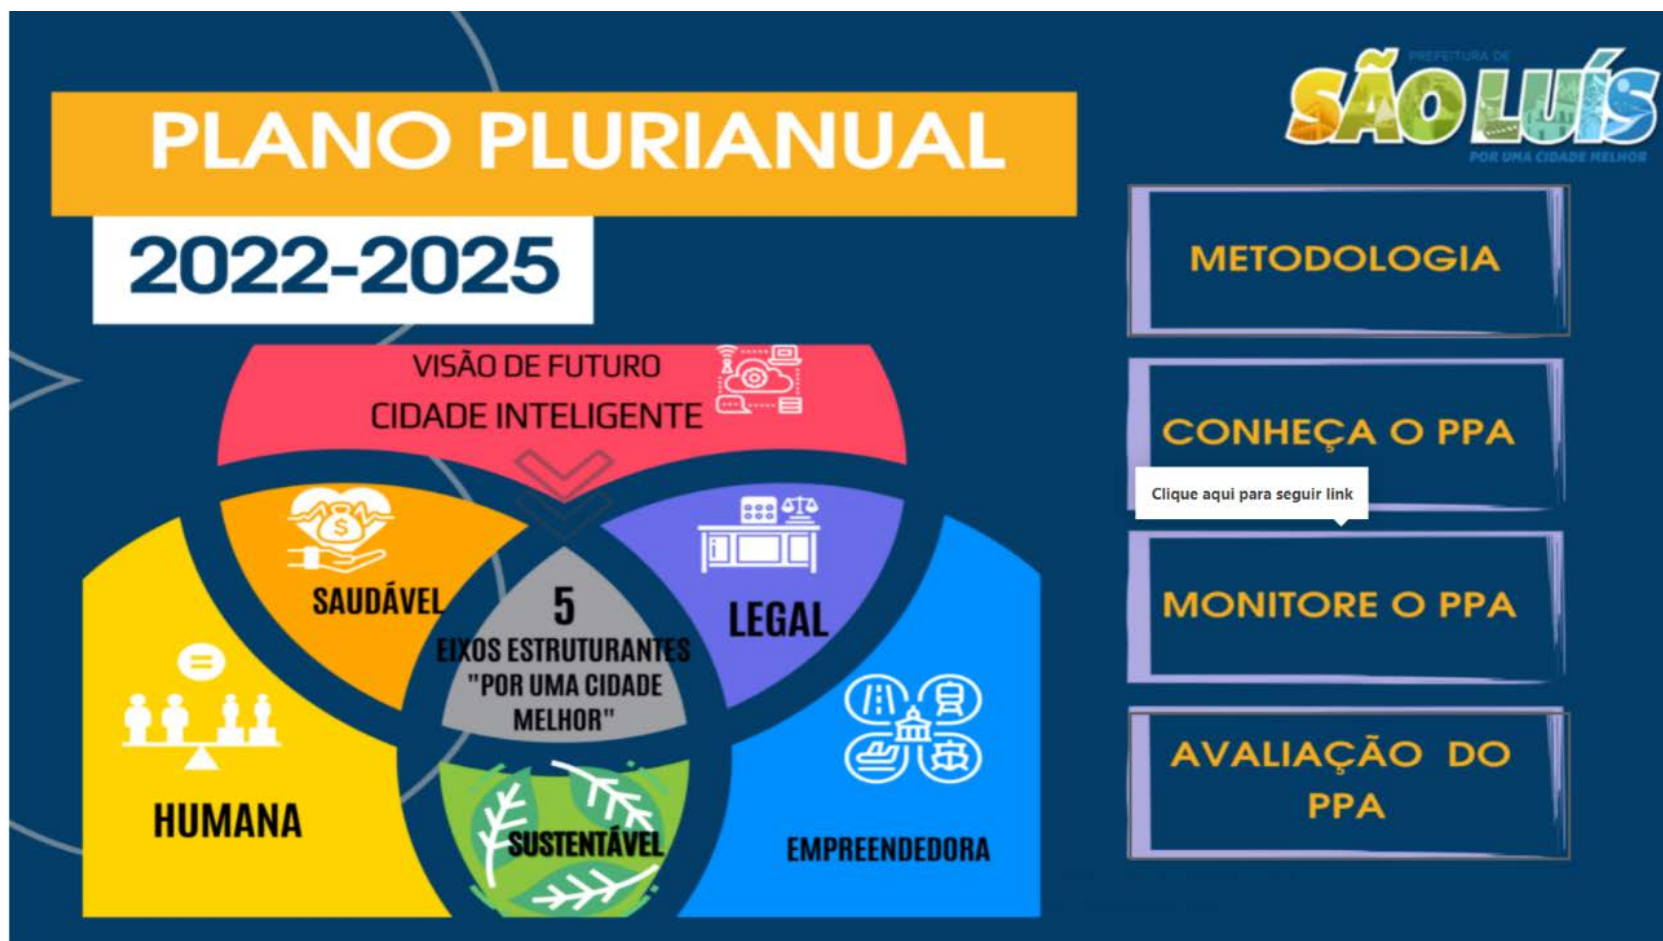 PREFEITURA DE
SÃO LUÍS
POR UMA CIDADE MELHOR
PLANO PLURIANUAL
2022-2025
VISÃO DE FUTURO
CIDADE INTELIGENTE
SAUDÁVEL
LEGAL
5
EIXOS ESTRUTURANTES
"POR UMA CIDADE
MELHOR"
HUMANA
SUSTENTÁVEL
EMPREENDEDORA
METODOLOGIA
CONHEÇA O PPA
Clique aqui para seguir link
MONITORE O PPA
AVALIAÇÃO DO
PPA